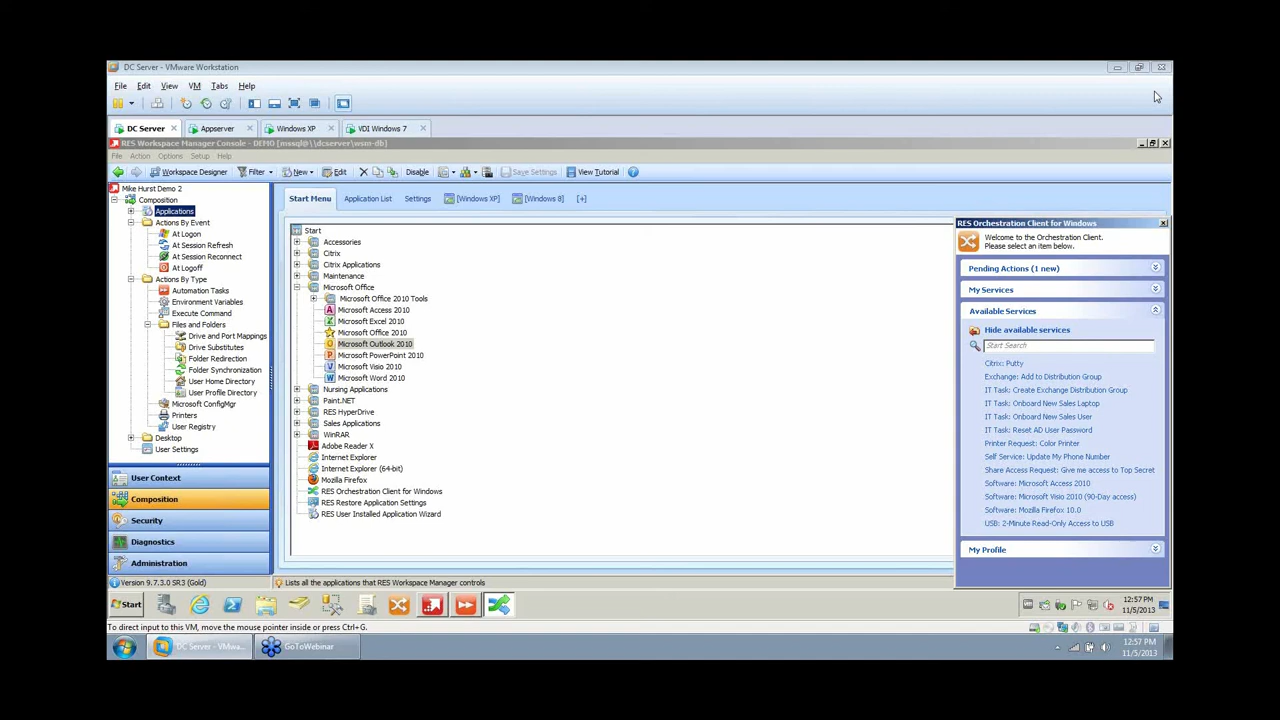 DC Server - VMware Workstation
File Edit View VM Tabs Help
DC Server Appserver Windows XP VDI Windows 7
RES Workspace Manager Console - DEMO [mssql@\\dcserver\wsm-db]
File Action Options Setup Help
Workspace Designer Filter New Edit Disable Save Settings View Tutorial
Mike Hurst Demo 2
Composition
Applications
Actions By Event
At Logon
At Session Refresh
At Session Reconnect
At Logoff
Actions By Type
Automation Tasks
Environment Variables
Execute Command
Files and Folders
Drive and Port Mappings
Drive Substitutes
Folder Redirection
Folder Synchronization
User Home Directory
User Profile Directory
Microsoft ConfigMgr
Printers
User Registry
Desktop
User Settings
User Context
Composition
Security
Diagnostics
Administration
Start Menu Application List Settings [Windows XP] [Windows 8] [+]
Start
Accessories
Citrix
Citrix Applications
Maintenance
Microsoft Office
Microsoft Office 2010 Tools
Microsoft Access 2010
Microsoft Excel 2010
Microsoft Office 2010
Microsoft Outlook 2010
Microsoft PowerPoint 2010
Microsoft Visio 2010
Microsoft Word 2010
Nursing Applications
Paint.NET
RES HyperDrive
Sales Applications
WinRAR
Adobe Reader X
Internet Explorer
Internet Explorer (64-bit)
Mozilla Firefox
RES Orchestration Client for Windows
RES Restore Application Settings
RES User Installed Application Wizard
RES Orchestration Client for Windows
Welcome to the Orchestration Client.
Please select an item below.
Pending Actions (1 new)
My Services
Available Services
Hide available services
Start Search
Citrix: Putty
Exchange: Add to Distribution Group
IT Task: Create Exchange Distribution Group
IT Task: Onboard New Sales Laptop
IT Task: Onboard New Sales User
IT Task: Reset AD User Password
Printer Request: Color Printer
Self Service: Update My Phone Number
Share Access Request: Give me access to Top Secret
Software: Microsoft Access 2010
Software: Microsoft Visio 2010 (90-Day access)
Software: Mozilla Firefox 10.0
USB: 2-Minute Read-Only Access to USB
My Profile
Version 9.7.3.0 SR3 (Gold) Lists all the applications that RES Workspace Manager controls
Start
12:57 PM
11/5/2013
To direct input to this VM, move the mouse pointer inside or press Ctrl+G.
DC Server - VMwa... GoToWebinar
12:57 PM
11/5/2013